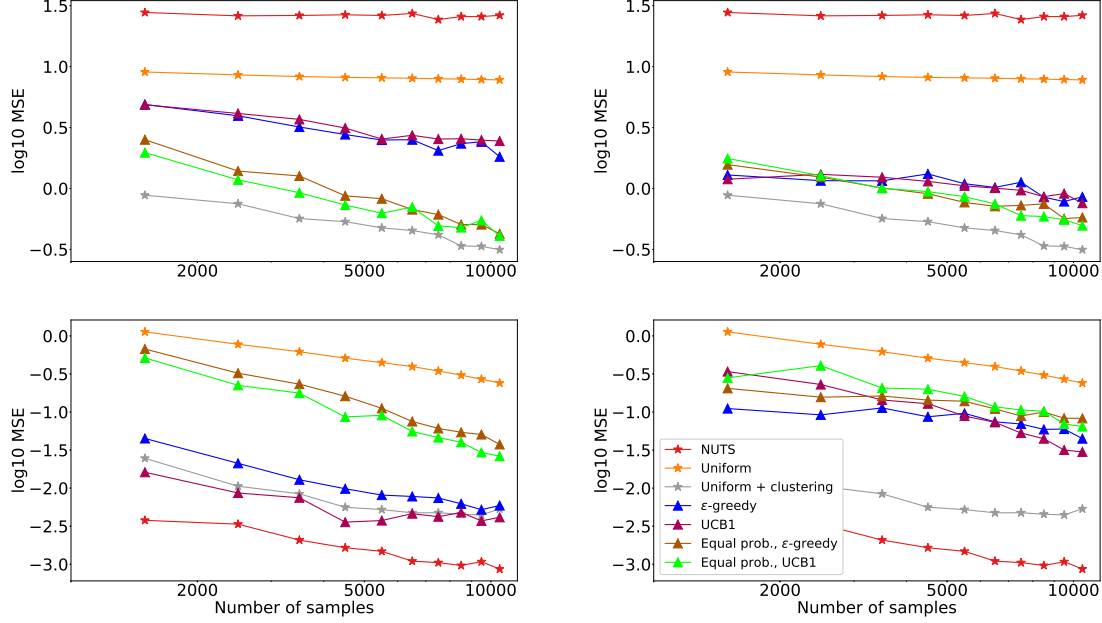 1.5
1.0
0.5
0.0
−0.5
log10 MSE
2000
5000
10000
1.5
1.0
0.5
0.0
−0.5
log10 MSE
2000
5000
10000
0.0
−0.5
−1.0
−1.5
−2.0
−2.5
−3.0
log10 MSE
2000
5000
10000
Number of samples
0.0
−0.5
−1.0
−1.5
−2.0
−2.5
−3.0
log10 MSE
NUTS
Uniform
Uniform + clustering
ε-greedy
UCB1
Equal prob., ε-greedy
Equal prob., UCB1
2000
5000
10000
Number of samples